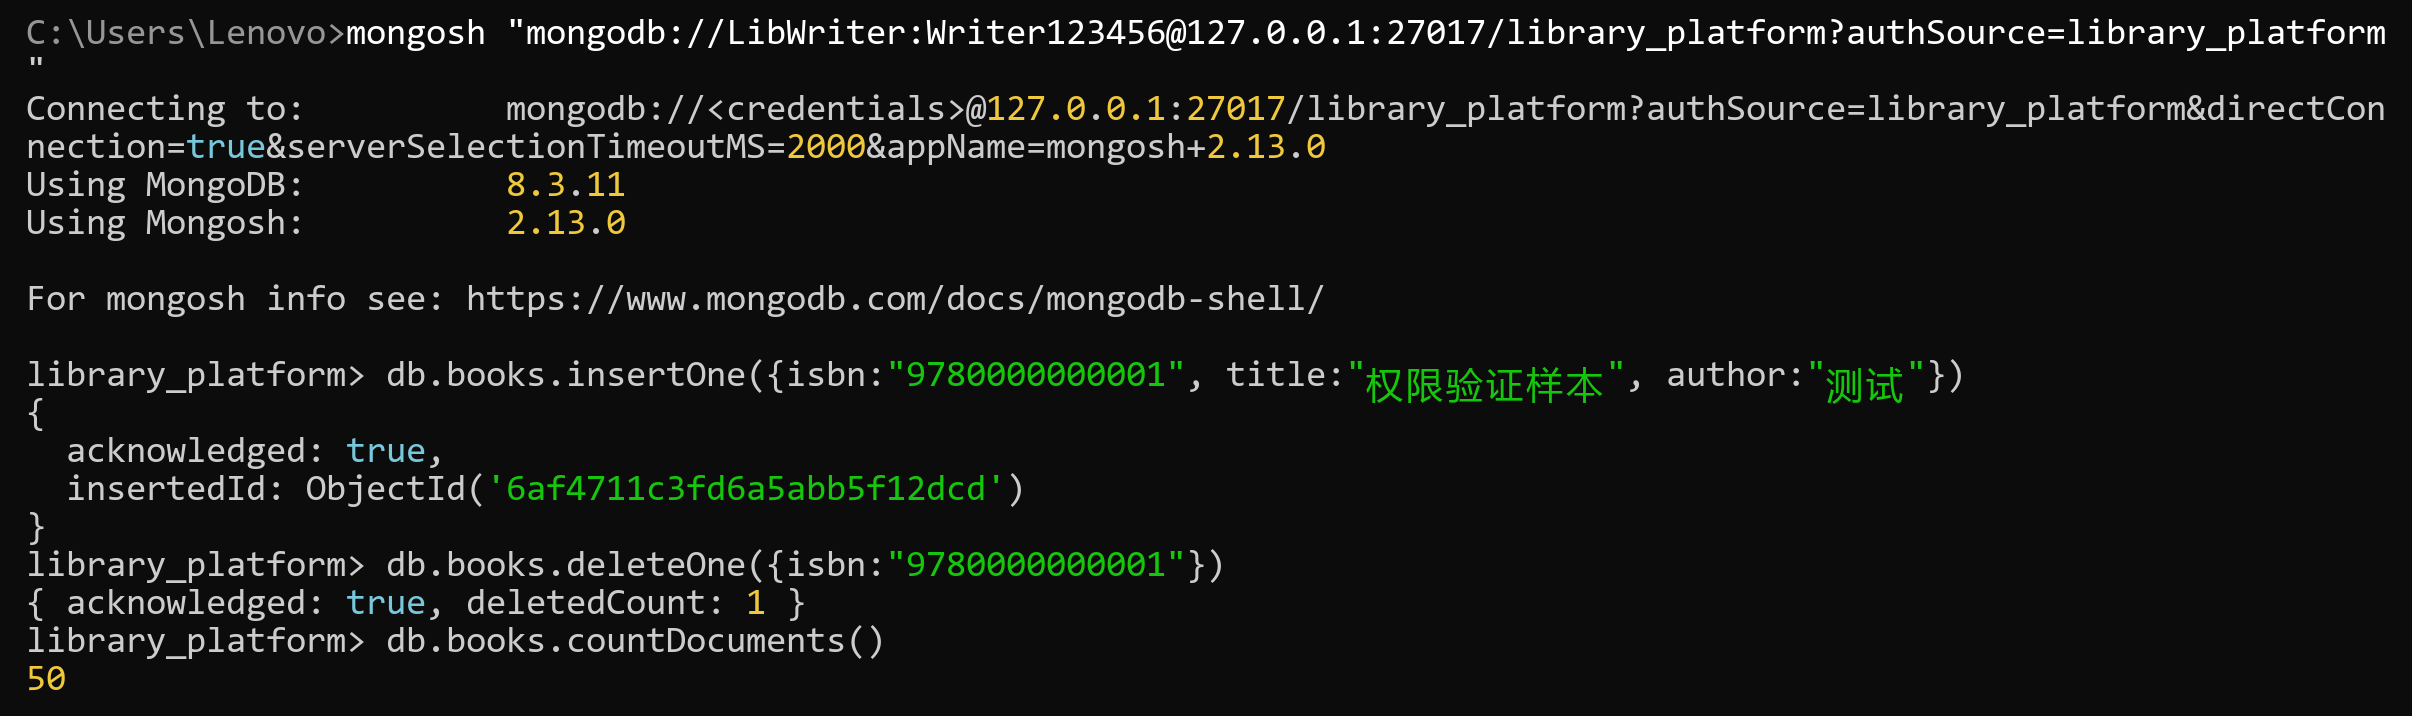 C:\Users\Lenovo>mongosh "mongodb://LibWriter:Writer123456@127.0.0.1:27017/library_platform?authSource=library_platform
"
Connecting to:          mongodb://<credentials>@127.0.0.1:27017/library_platform?authSource=library_platform&directCon
nection=true&serverSelectionTimeoutMS=2000&appName=mongosh+2.13.0
Using MongoDB:          8.3.11
Using Mongosh:          2.13.0
For mongosh info see: https://www.mongodb.com/docs/mongodb-shell/
library_platform> db.books.insertOne({isbn:"9780000000001", title:"权限验证样本", author:"测试"})
{
  acknowledged: true,
  insertedId: ObjectId('6af4711c3fd6a5abb5f12dcd')
}
library_platform> db.books.deleteOne({isbn:"9780000000001"})
{ acknowledged: true, deletedCount: 1 }
library_platform> db.books.countDocuments()
50